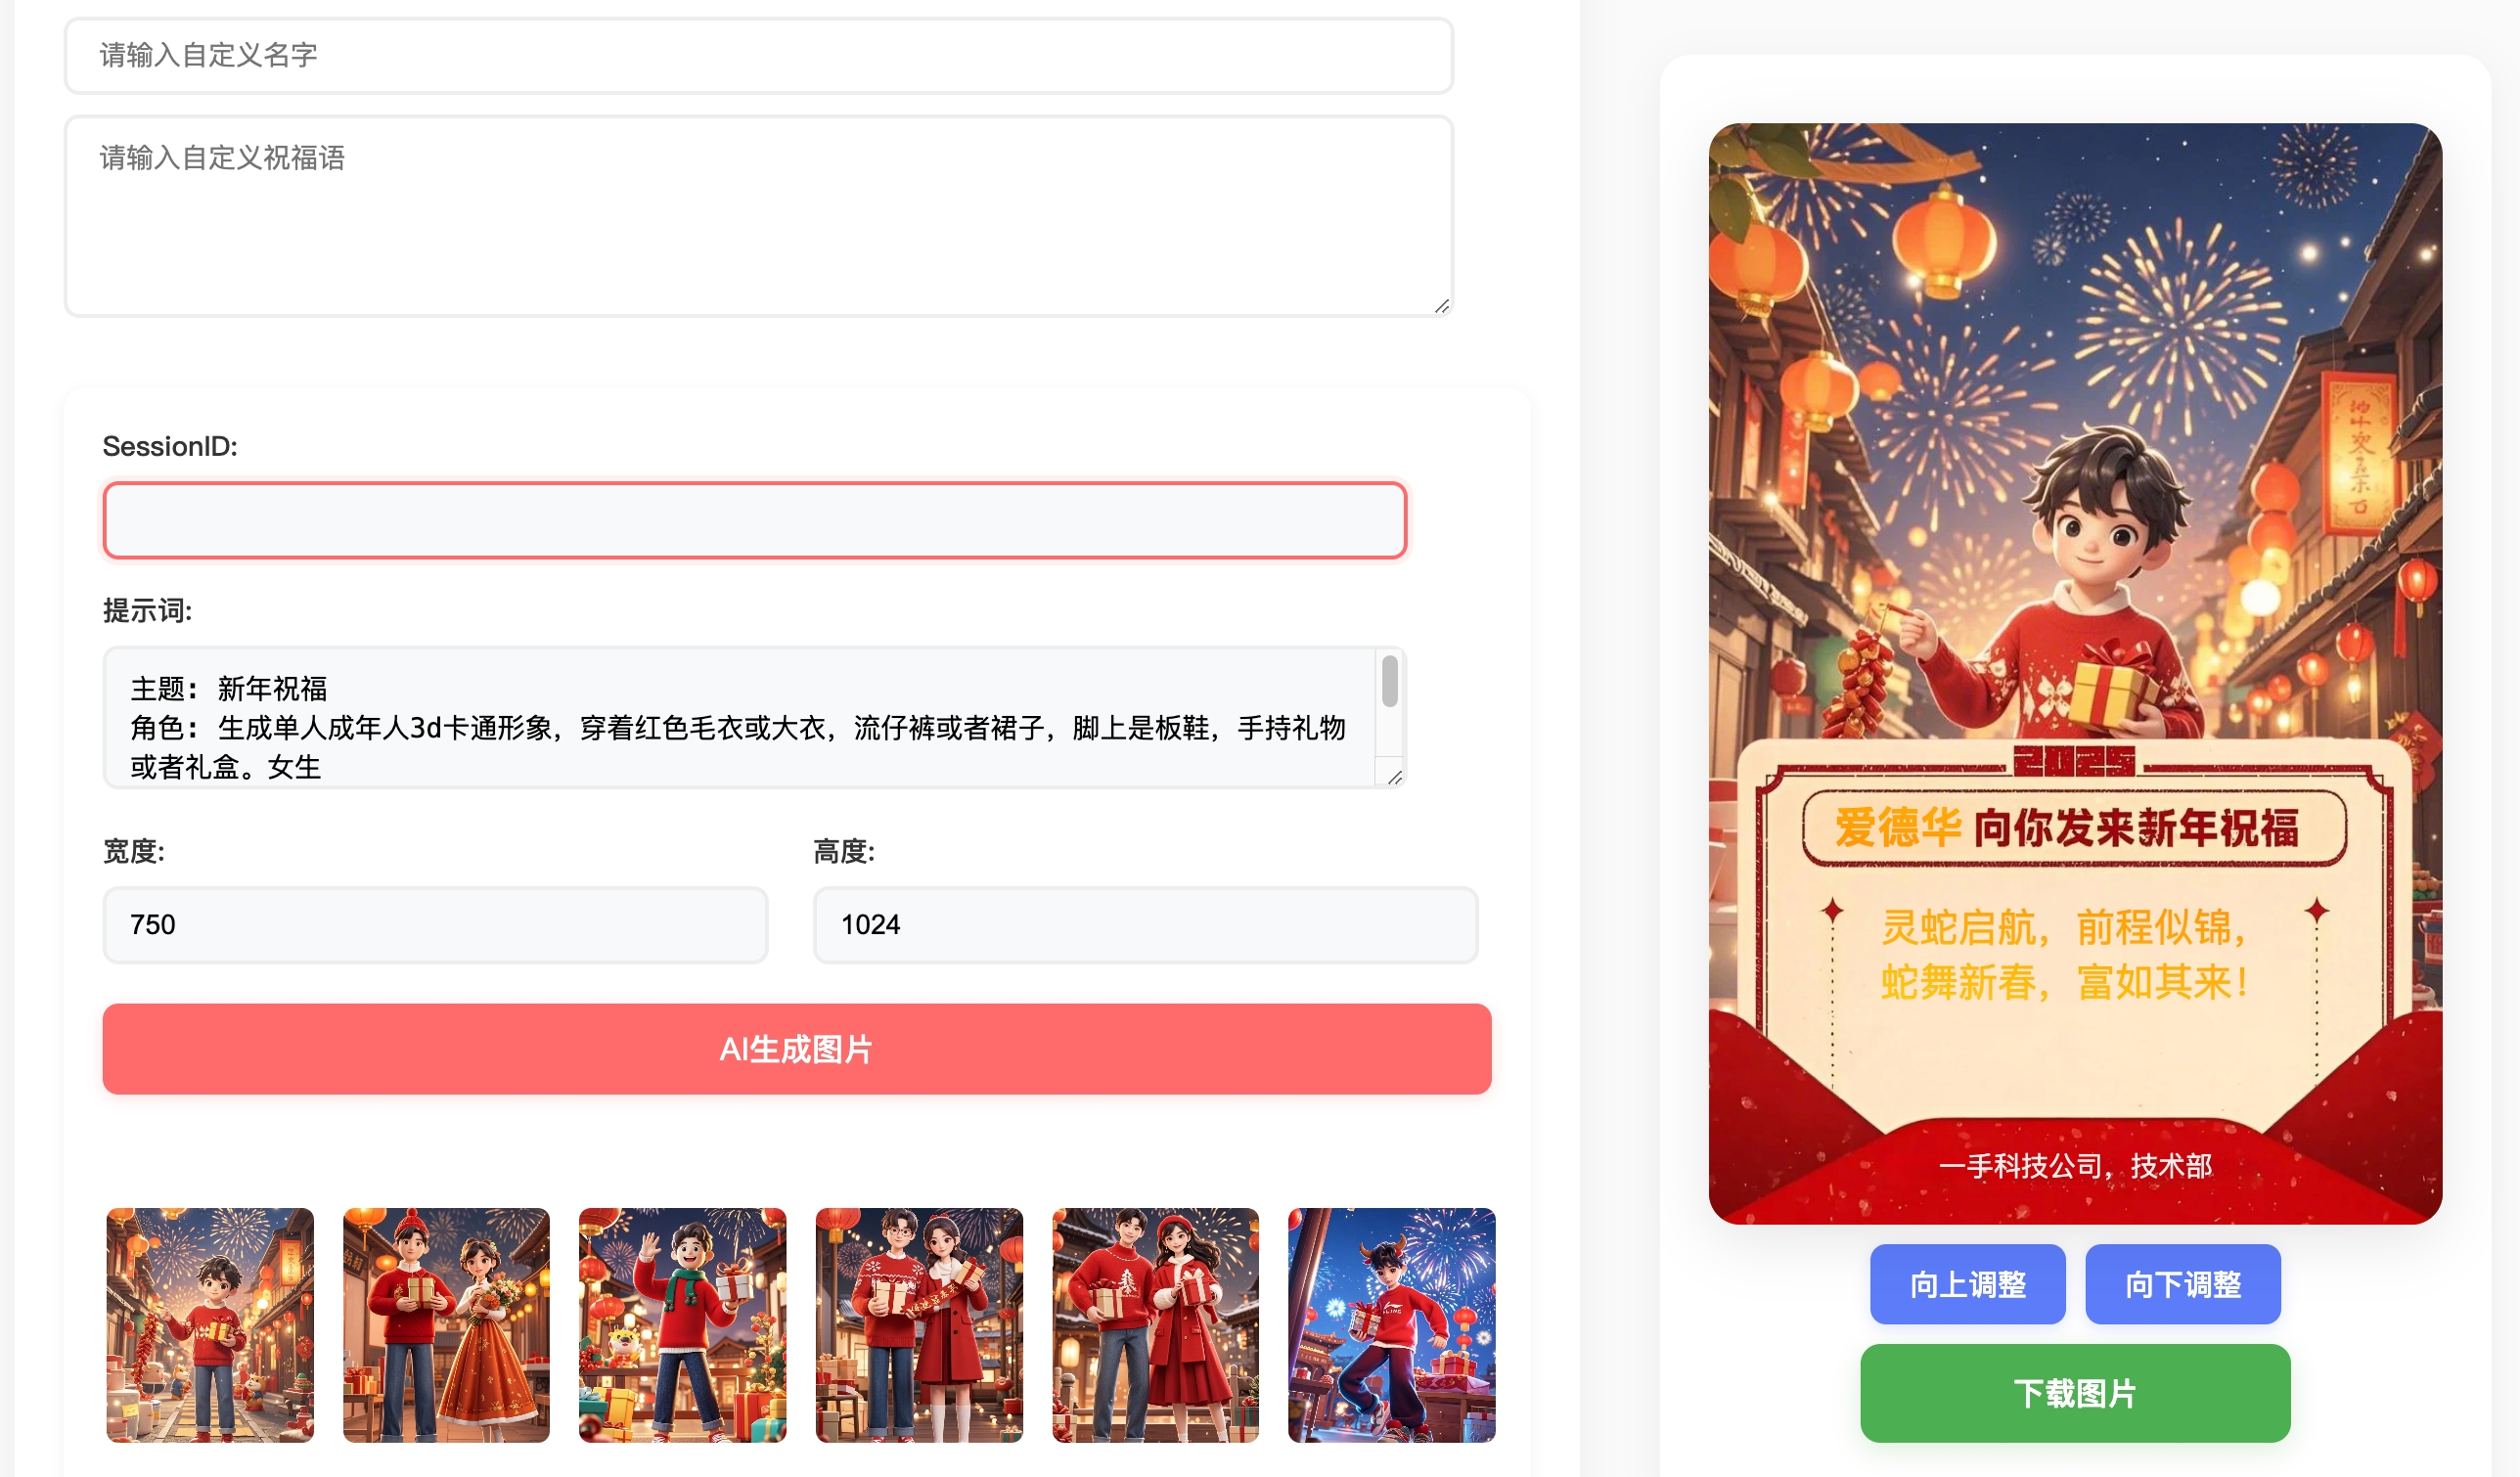 请输入自定义名字
请输入自定义祝福语
SessionID:
提示词:
主题：新年祝福
角色：生成单人成年人3d卡通形象，穿着红色毛衣或大衣，流仔裤或者裙子，脚上是板鞋，手持礼物
或者礼盒。女生
宽度:
高度:
750
1024
AI生成图片
2025
爱德华 向你发来新年祝福
灵蛇启航，前程似锦，
蛇舞新春，富如其来！
一手科技公司，技术部
向上调整
向下调整
下载图片